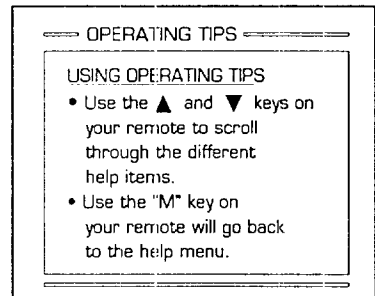 OPERATING TIPS
USING OPERATING TIPS
• Use the ▲ and ▼ keys on
your remote to scroll
through the different
help items.
• Use the "M" key on
your remote will go back
to the help menu.